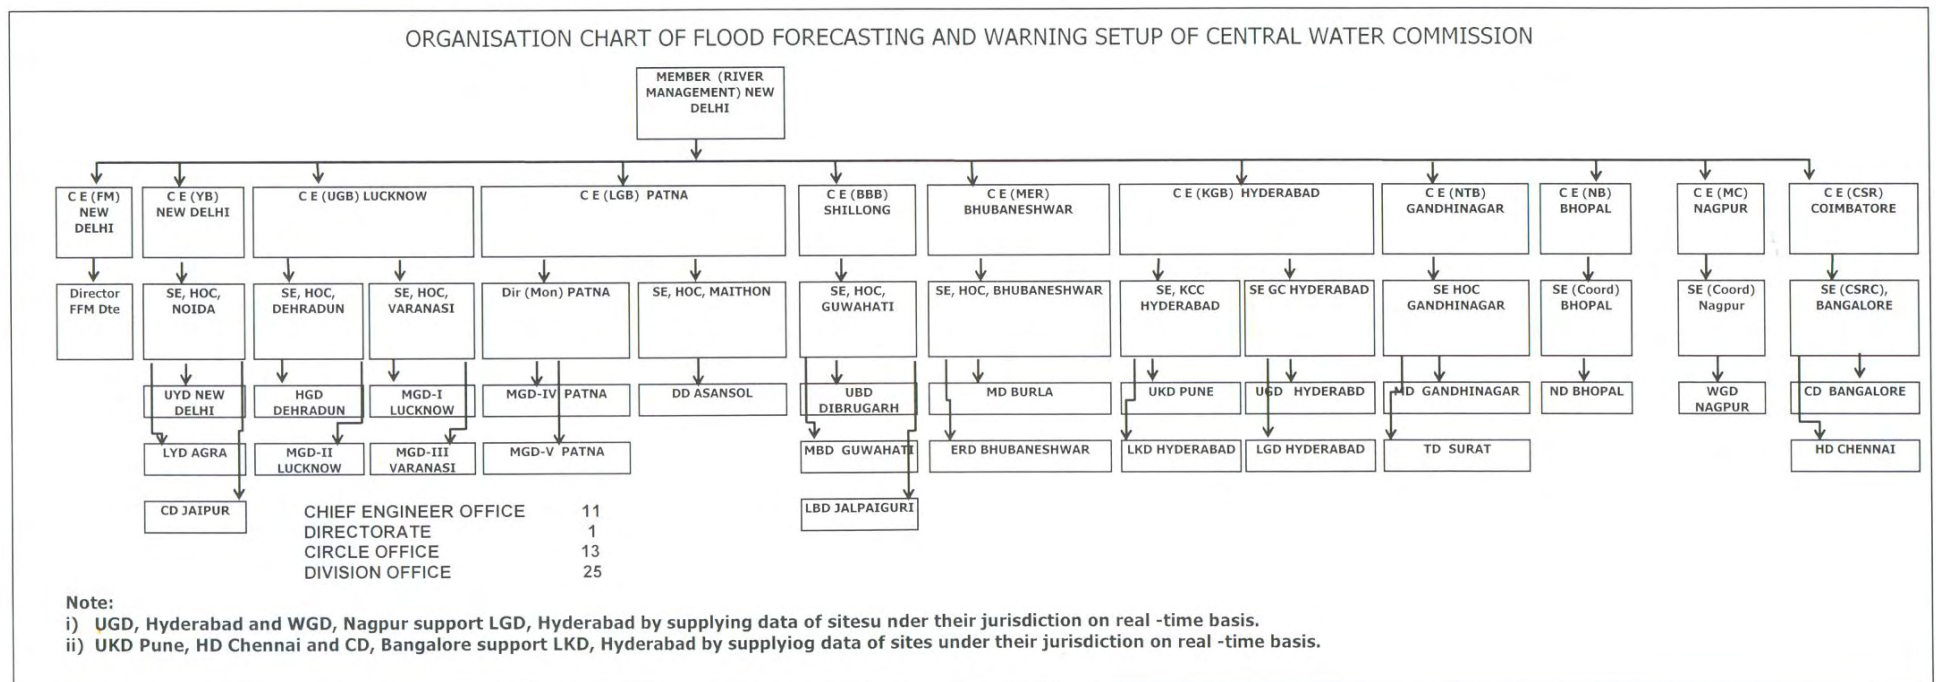 ORGANISATION CHART OF FLOOD FORECASTING AND WARNING SETUP OF CENTRAL WATER COMMISSION
MEMBER (RIVER
MANAGEMENT) NEW
DELHI
C E (FM)
NEW
DELHI
C E (YB)
NEW DELHI
C E (UGB) LUCKNOW
C E (LGB) PATNA
C E (BBB)
SHILLONG
C E (MER)
BHUBANESHWAR
C E (KGB) HYDERABAD
C E (NTB)
GANDHINAGAR
C E (NB)
BHOPAL
C E (MC)
NAGPUR
C E (CSR)
COIMBATORE
Director
FFM Dte
SE, HOC,
NOIDA
SE, HOC,
DEHRADUN
SE, HOC,
VARANASI
Dir (Mon) PATNA
SE, HOC, MAITHON
SE, HOC,
GUWAHATI
SE, HOC, BHUBANESHWAR
SE, KCC
HYDERABAD
SE GC HYDERABAD
SE HOC
GANDHINAGAR
SE (Coord)
BHOPAL
SE (Coord)
Nagpur
SE (CSRC),
BANGALORE
UYD NEW
DELHI
HGD
DEHRADUN
MGD-I
LUCKNOW
MGD-IV PATNA
DD ASANSOL
UBD
DIBRUGARH
MD BURLA
UKD PUNE
UGD HYDERABD
MD GANDHINAGAR
ND BHOPAL
WGD
NAGPUR
CD BANGALORE
LYD AGRA
MGD-II
LUCKNOW
MGD-III
VARANASI
MGD-V PATNA
MBD GUWAHATI
ERD BHUBANESHWAR
LKD HYDERABAD
LGD HYDERABAD
TD SURAT
HD CHENNAI
CD JAIPUR
LBD JALPAIGURI
CHIEF ENGINEER OFFICE 11
DIRECTORATE 1
CIRCLE OFFICE 13
DIVISION OFFICE 25
Note:
i) UGD, Hyderabad and WGD, Nagpur support LGD, Hyderabad by supplying data of sitesu nder their jurisdiction on real -time basis.
ii) UKD Pune, HD Chennai and CD, Bangalore support LKD, Hyderabad by supplyiog data of sites under their jurisdiction on real -time basis.